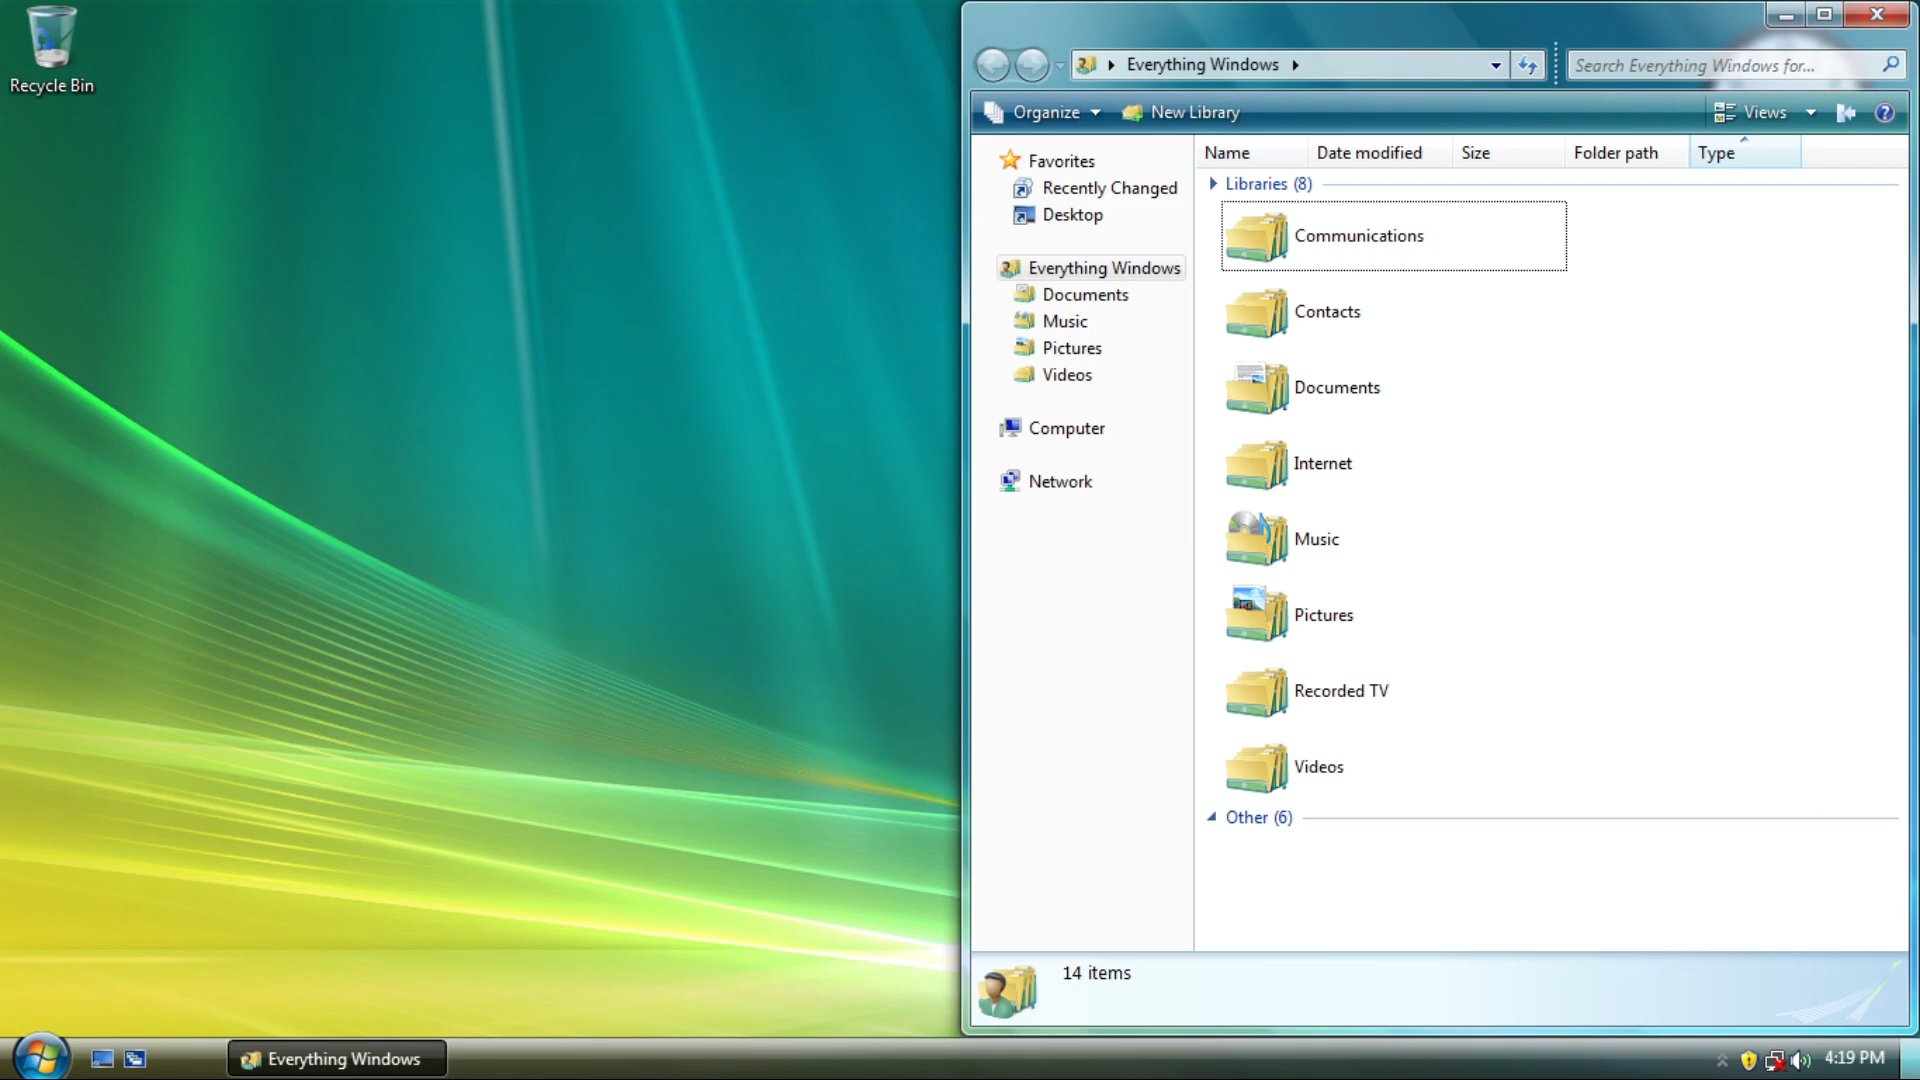 Recycle Bin
Everything Windows
Search Everything Windows for...
Organize
New Library
Views
Favorites
Recently Changed
Desktop
Everything Windows
Documents
Music
Pictures
Videos
Computer
Network
Name
Date modified
Size
Folder path
Type
Libraries (8)
Communications
Contacts
Documents
Internet
Music
Pictures
Recorded TV
Videos
Other (6)
14 items
Everything Windows
4:19 PM